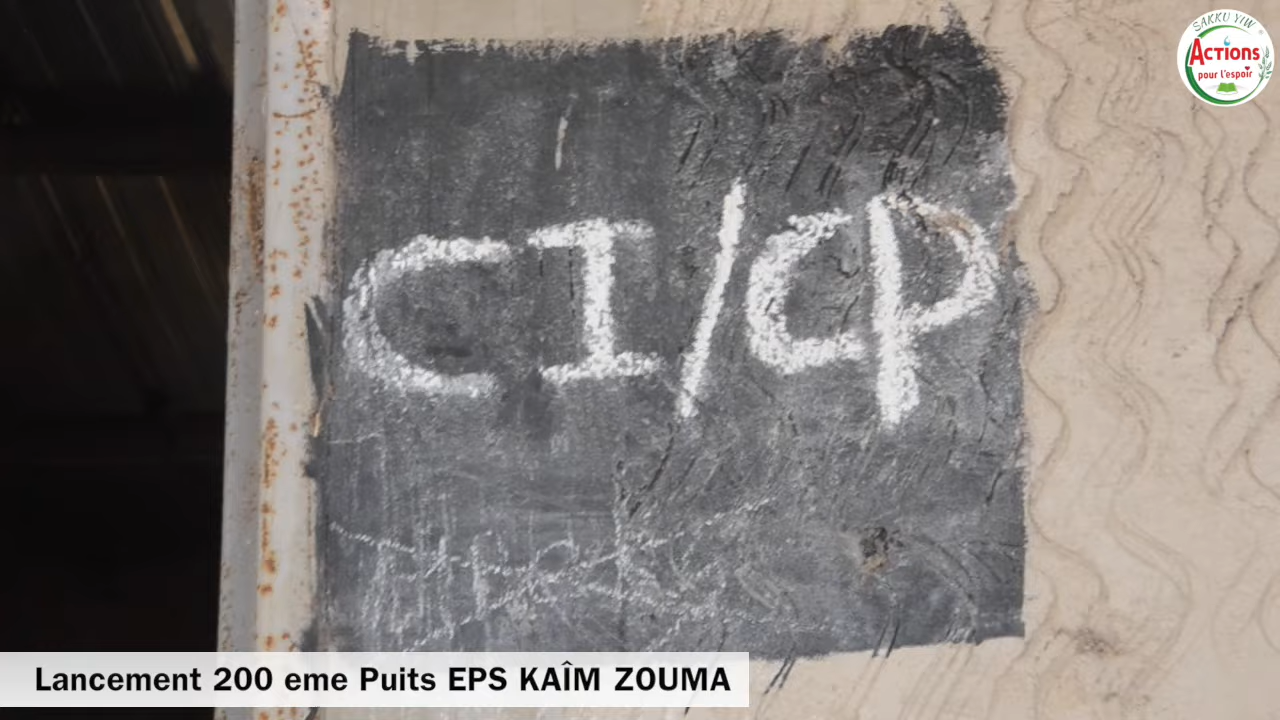 SAKKU YIW
ACTIONS
pour l'espoir
CI/CP
Lancement 200 eme Puits EPS KAÎM ZOUMA